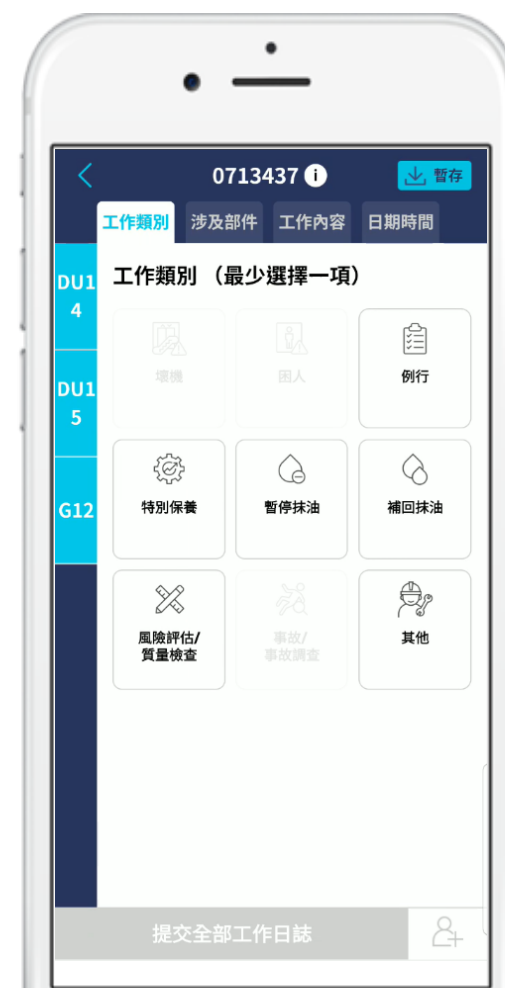 0713437
暫存
工作類別
涉及部件
工作內容
日期時間
DU1
4
DU1
5
G12
工作類別 （最少選擇一項）
壞機
困人
例行
特別保養
暫停抹油
補回抹油
風險評估/
質量檢查
事故/
事故調查
其他
提交全部工作日誌